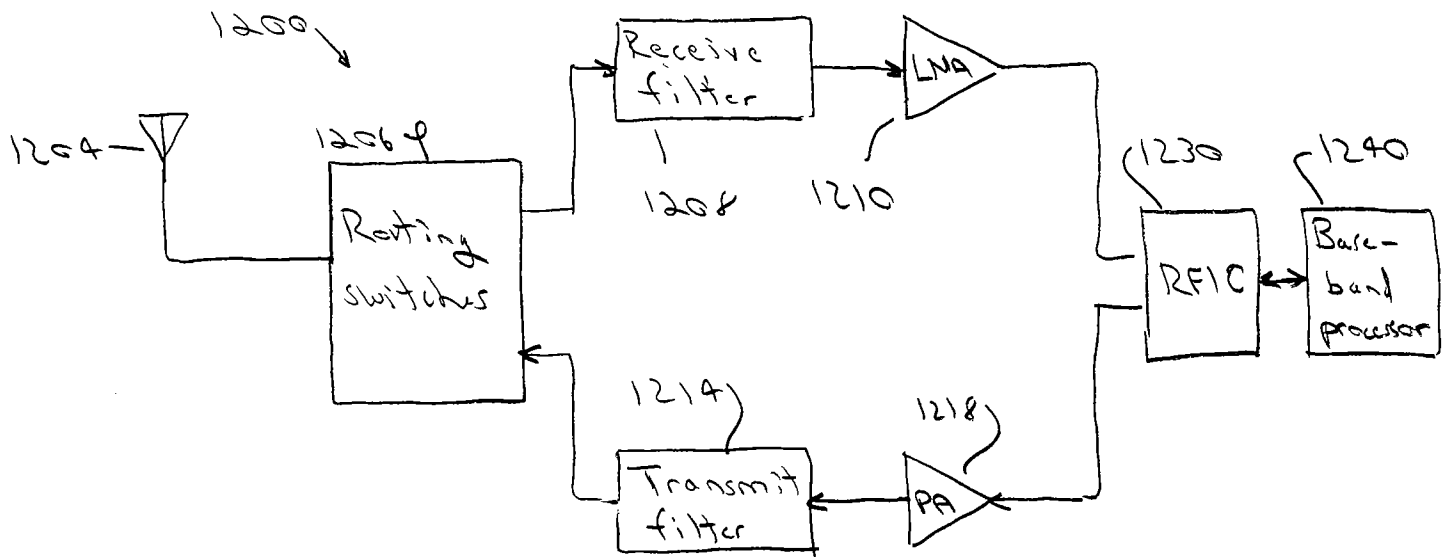 1200
Receive
filter
LNA
1204
1206
1208
1210
1230
1240
Routing
switches
RFIC
Base-
band
processor
1214
1218
Transmit
filter
PA